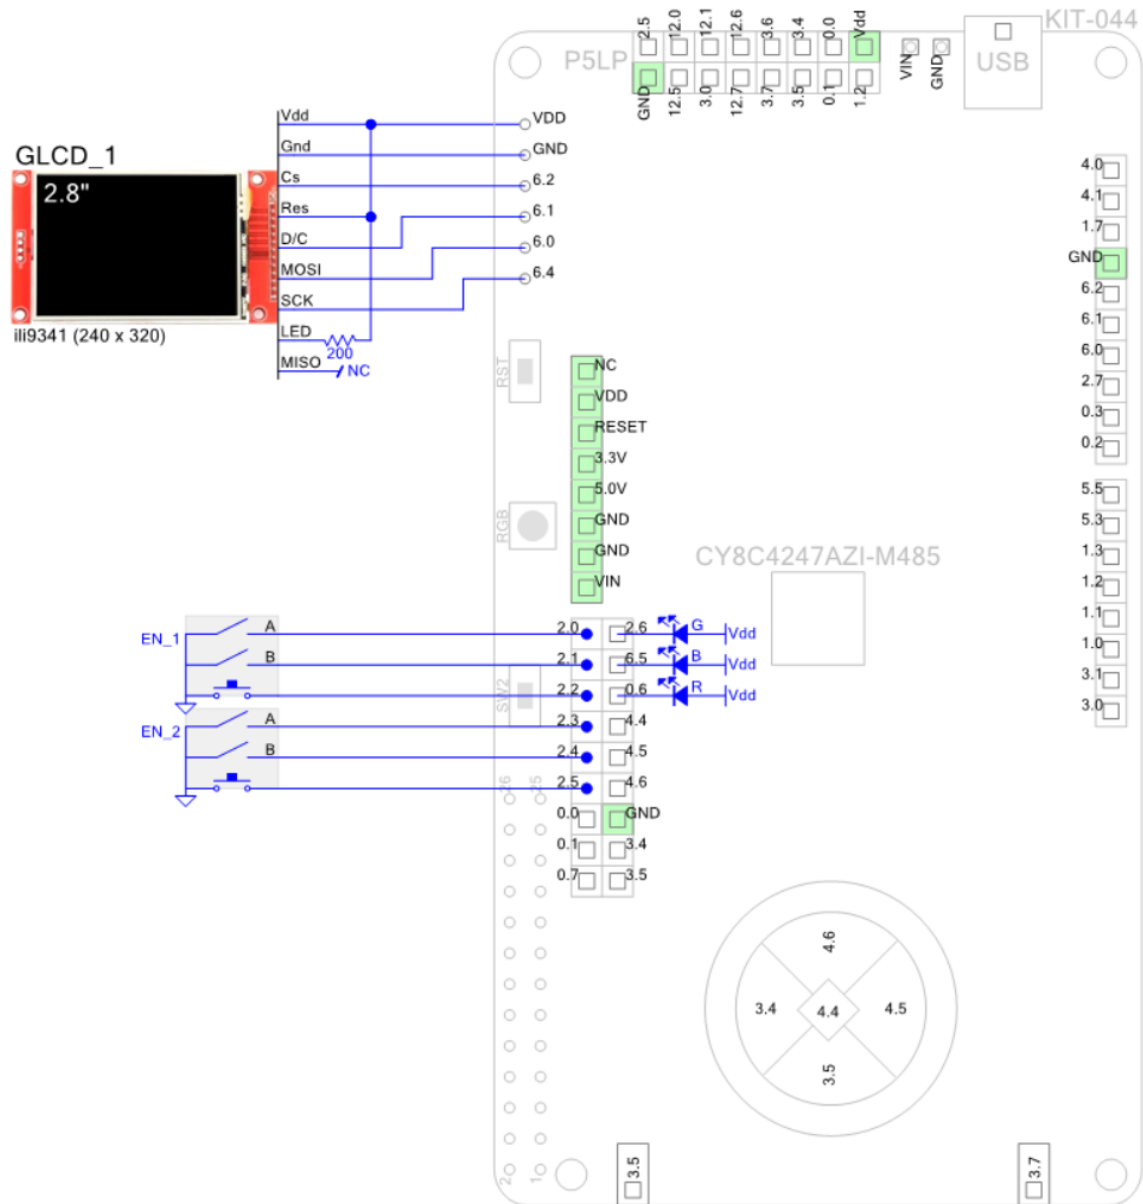 KIT-044
P5LP
2.5 12.0 12.1 12.6 3.6 3.4 0.0 Vdd
GND 12.5 3.0 12.7 3.7 3.5 0.1 1.2
VIN GND
USB
GLCD_1
2.8"
ili9341 (240 x 320)
Vdd
Gnd
Cs
Res
D/C
MOSI
SCK
LED
200
MISO
NC
VDD
GND
6.2
6.1
6.0
6.4
RST
NC
VDD
RESET
3.3V
5.0V
GND
GND
VIN
RGB
CY8C4247AZI-M485
4.0
4.1
1.7
GND
6.2
6.1
6.0
2.7
0.3
0.2
5.5
5.3
1.3
1.2
1.1
1.0
3.1
3.0
EN_1
A
B
EN_2
A
B
SW2
2.0 2.6 G Vdd
2.1 6.5 B Vdd
2.2 0.6 R Vdd
2.3 4.4
2.4 4.5
2.5 4.6
0.0 GND
0.1 3.4
0.7 3.5
26 25
2 1
4.6
3.4 4.4 4.5
3.5
3.5
3.7